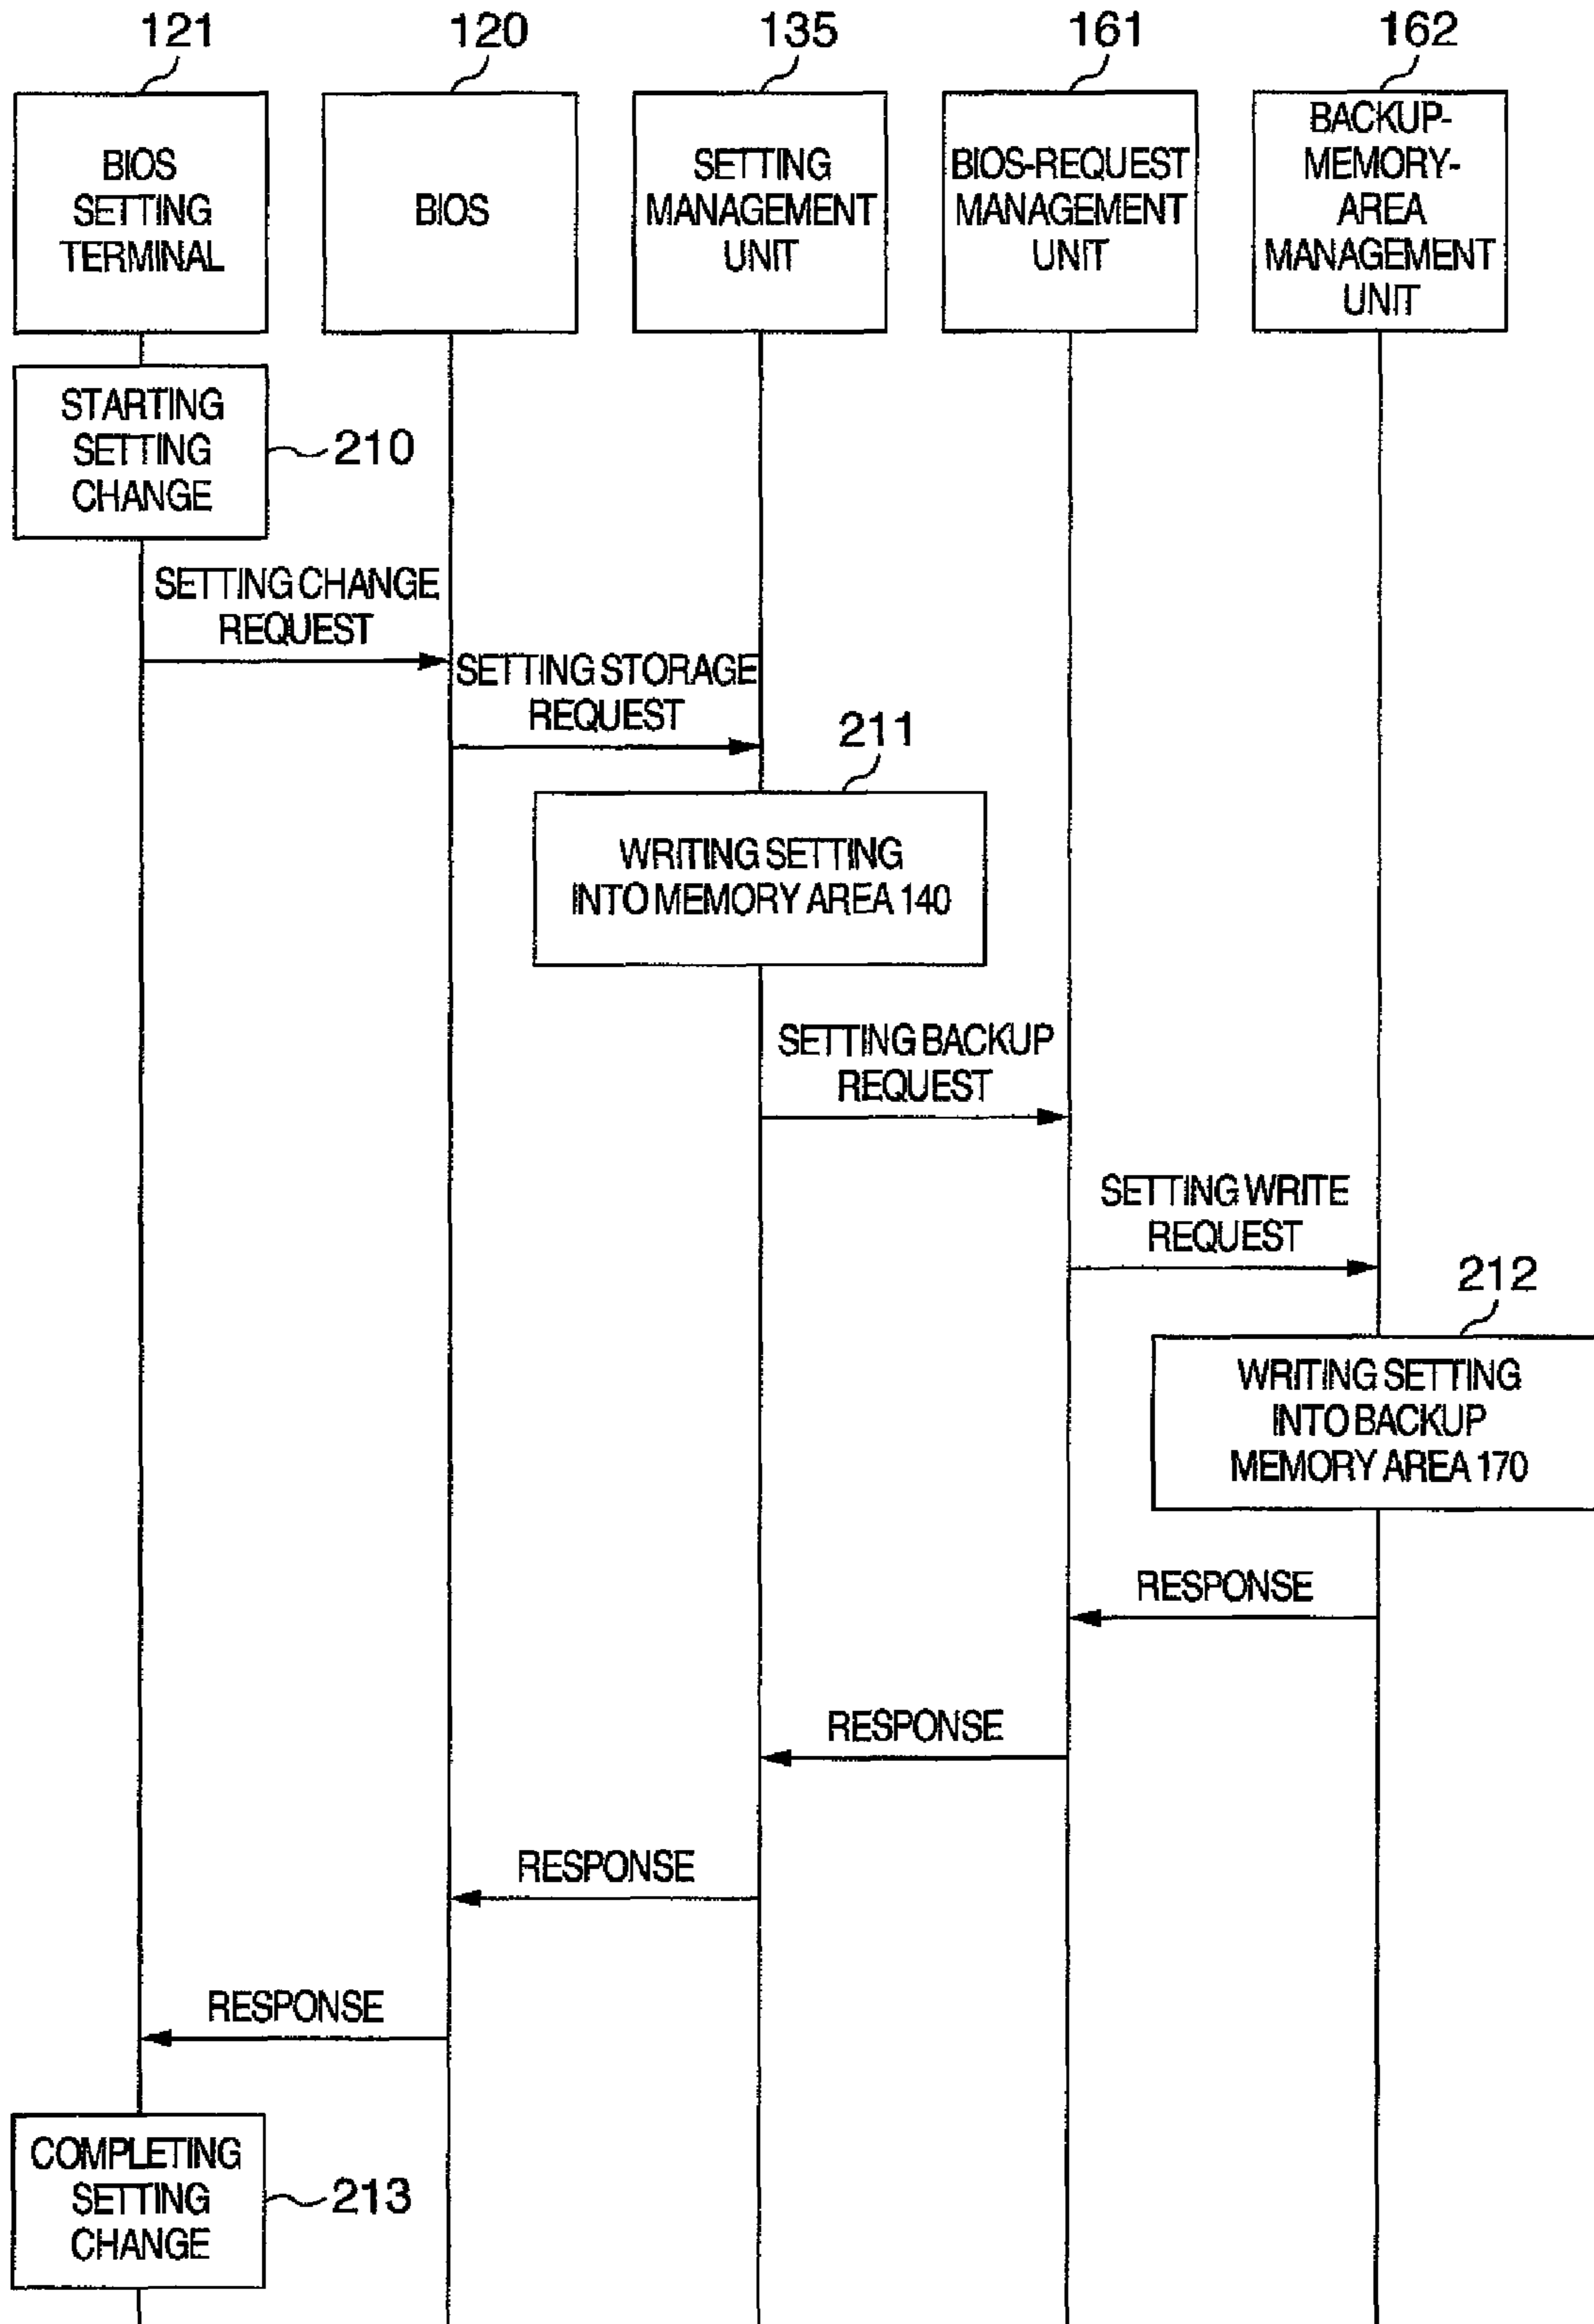 121
120
135
161
162
BIOS
SETTING
TERMINAL
BIOS
SETTING
MANAGEMENT
UNIT
BIOS-REQUEST
MANAGEMENT
UNIT
BACKUP-
MEMORY-
AREA
MANAGEMENT
UNIT
STARTING
SETTING
CHANGE
210
SETTING CHANGE
REQUEST
SETTING STORAGE
REQUEST
211
WRITING SETTING
INTO MEMORY AREA 140
SETTING BACKUP
REQUEST
SETTING WRITE
REQUEST
212
WRITING SETTING
INTO BACKUP
MEMORY AREA 170
RESPONSE
RESPONSE
RESPONSE
RESPONSE
COMPLETING
SETTING
CHANGE
213